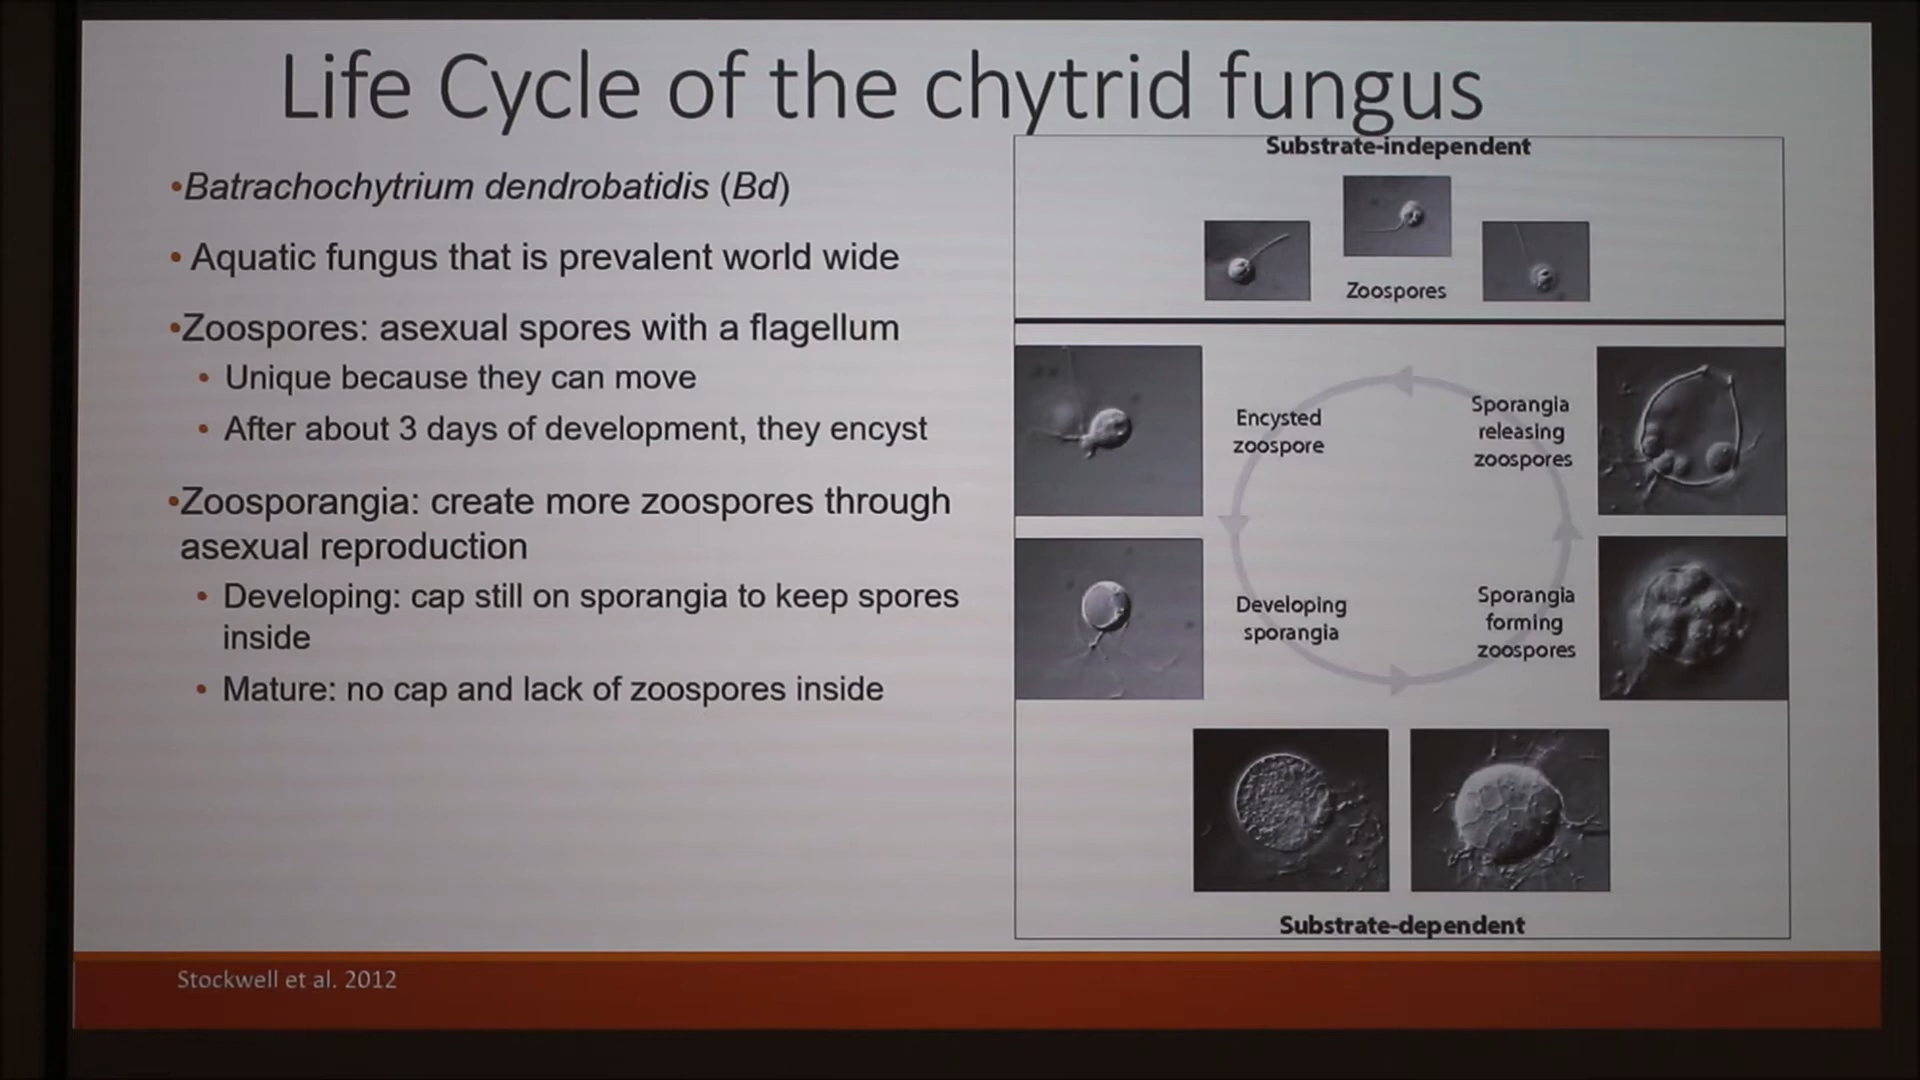 Life Cycle of the chytrid fungus
•Batrachochytrium dendrobatidis (Bd)
• Aquatic fungus that is prevalent world wide
•Zoospores: asexual spores with a flagellum
• Unique because they can move
• After about 3 days of development, they encyst
•Zoosporangia: create more zoospores through
asexual reproduction
• Developing: cap still on sporangia to keep spores
inside
• Mature: no cap and lack of zoospores inside
Substrate-independent
Zoospores
Encysted
zoospore
Sporangia
releasing
zoospores
Developing
sporangia
Sporangia
forming
zoospores
Substrate-dependent
Stockwell et al. 2012